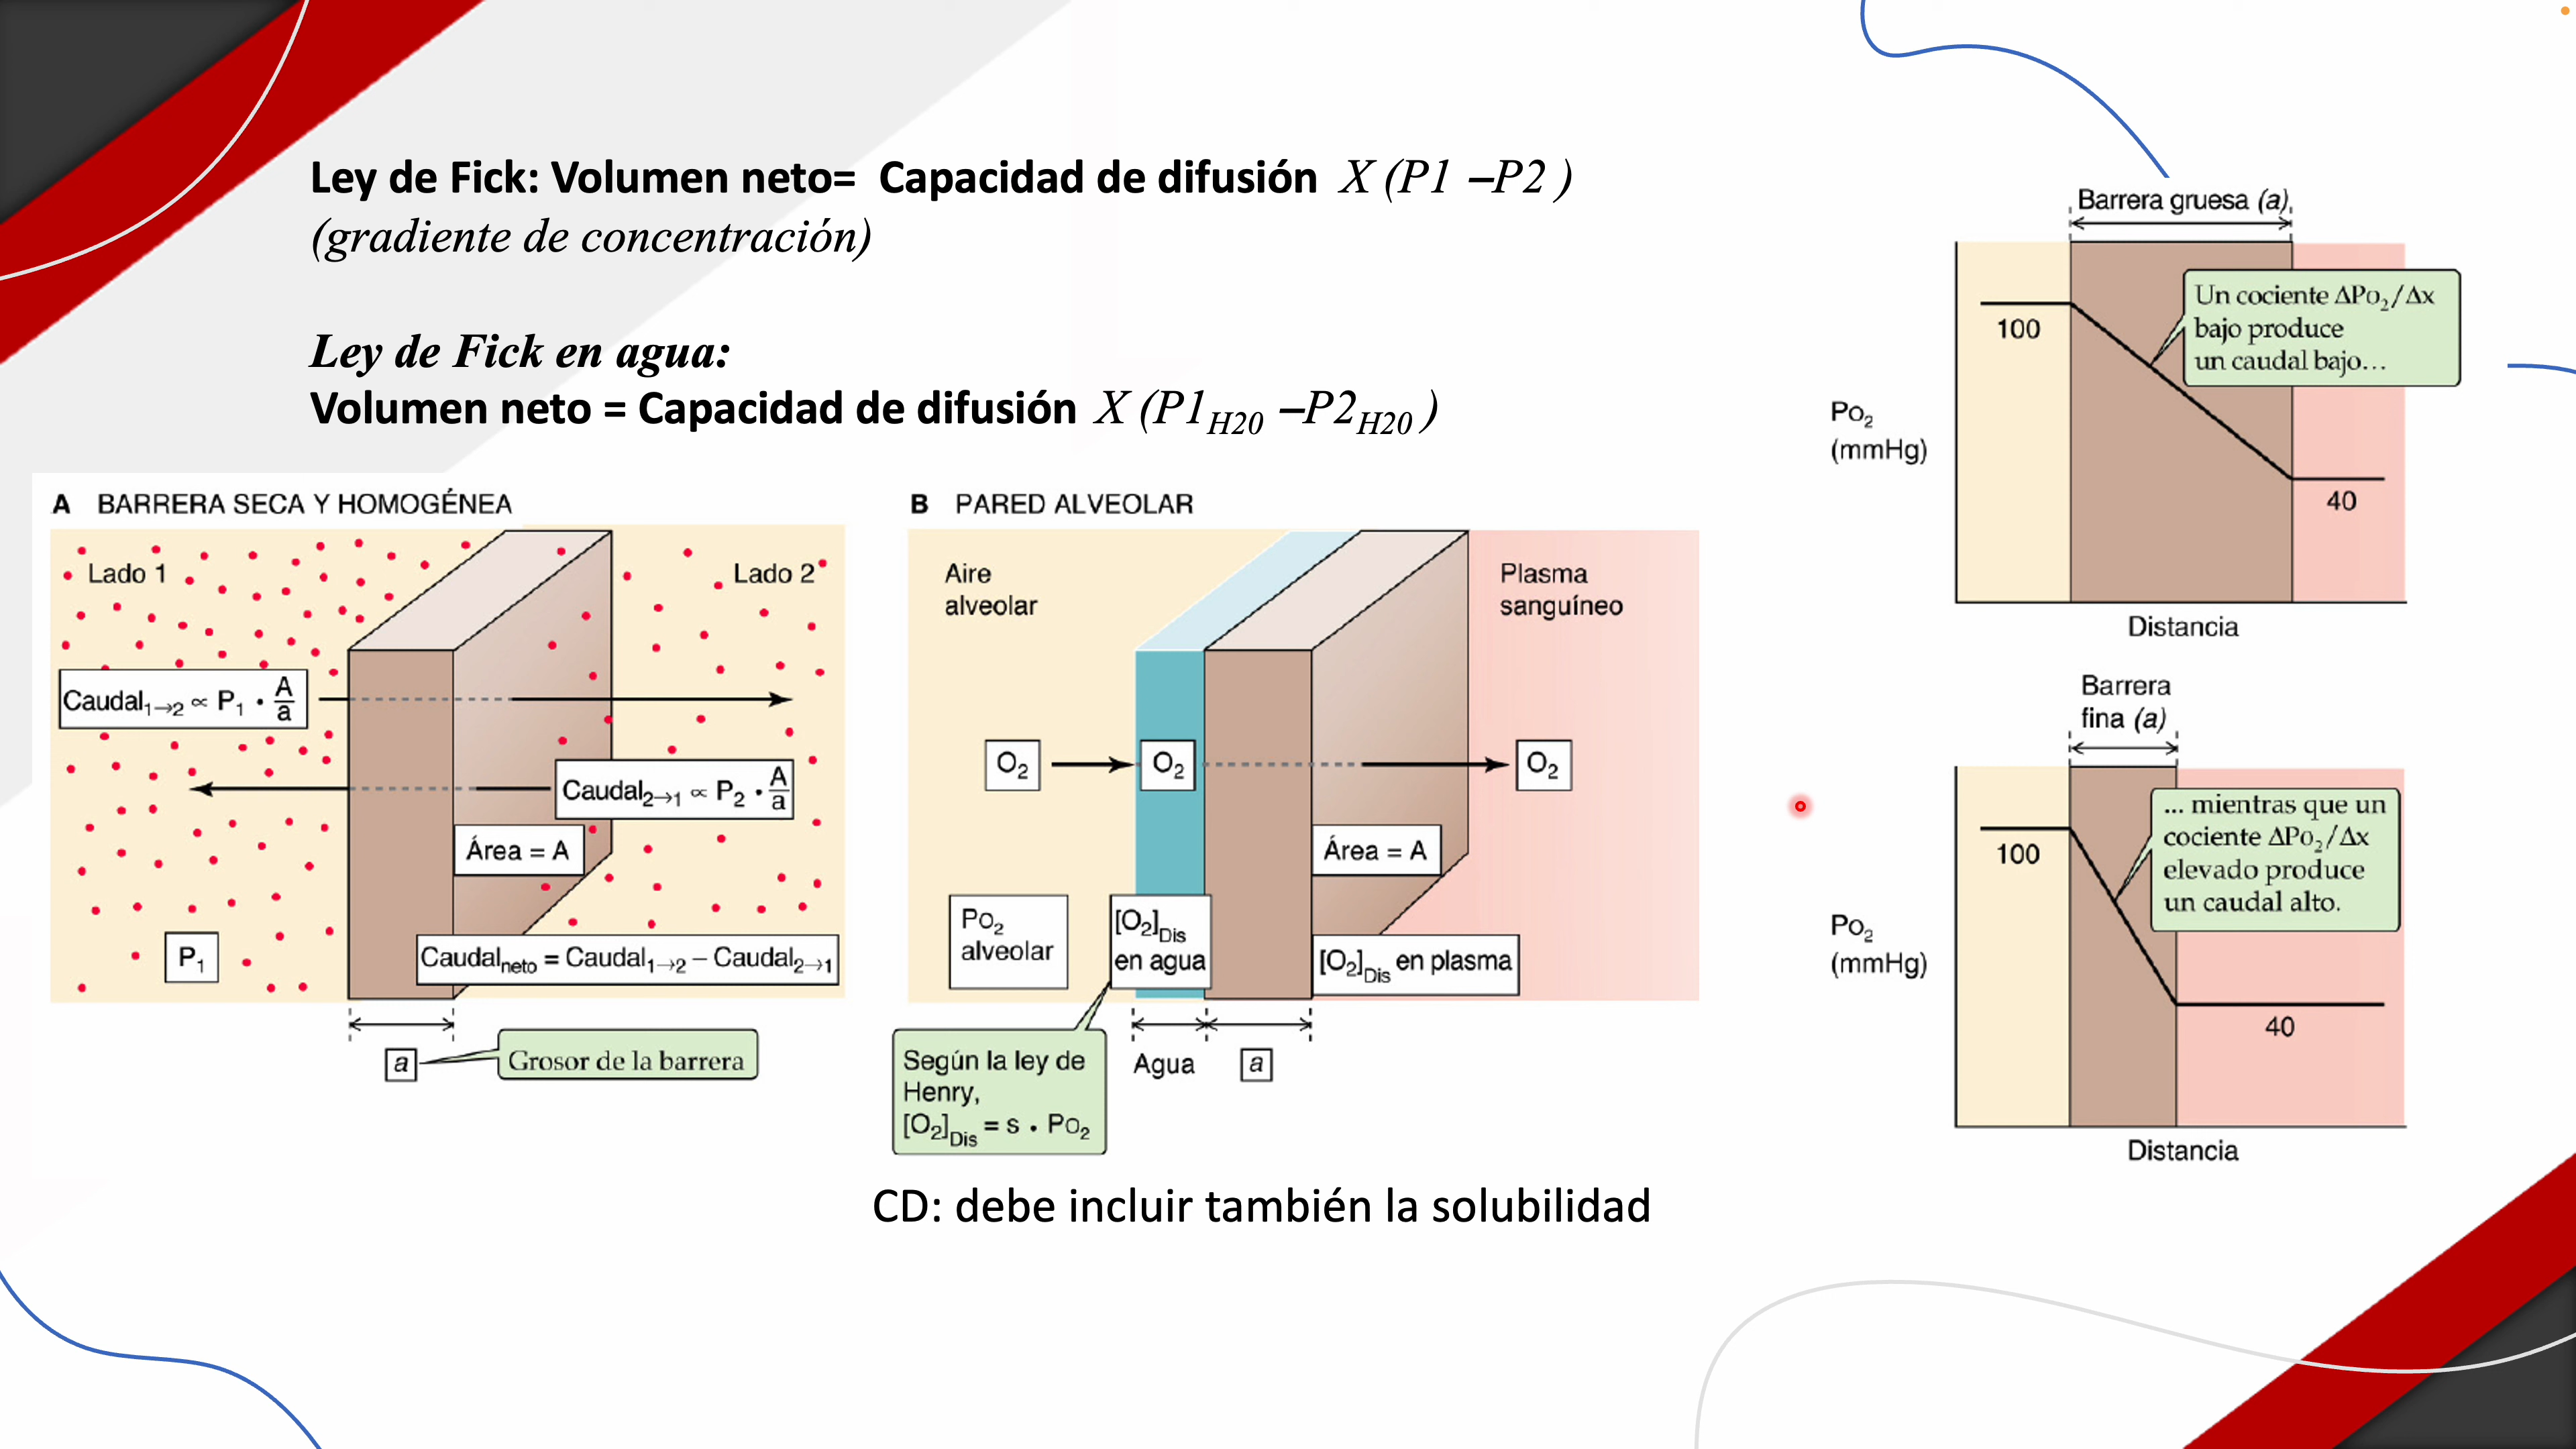 Ley de Fick: Volumen neto= Capacidad de difusión X (P1 –P2 )
(gradiente de concentración)
Ley de Fick en agua:
Volumen neto = Capacidad de difusión X (P1H20 –P2H20 )
A BARRERA SECA Y HOMOGÉNEA
Lado 1
Lado 2
Caudal1→2 ∝ P1 • A/a
Caudal2→1 ∝ P2 • A/a
Área = A
P1
Caudalneto = Caudal1→2 – Caudal2→1
a
Grosor de la barrera
B PARED ALVEOLAR
Aire
alveolar
Plasma
sanguíneo
O2
O2
O2
Área = A
Po2
alveolar
[O2]Dis
en agua
[O2]Dis en plasma
Según la ley de
Henry,
[O2]Dis = s • Po2
Agua
a
CD: debe incluir también la solubilidad
Barrera gruesa (a)
Un cociente ΔPo2/Δx
bajo produce
un caudal bajo...
100
Po2
(mmHg)
40
Distancia
Barrera
fina (a)
... mientras que un
cociente ΔPo2/Δx
elevado produce
un caudal alto.
100
Po2
(mmHg)
40
Distancia